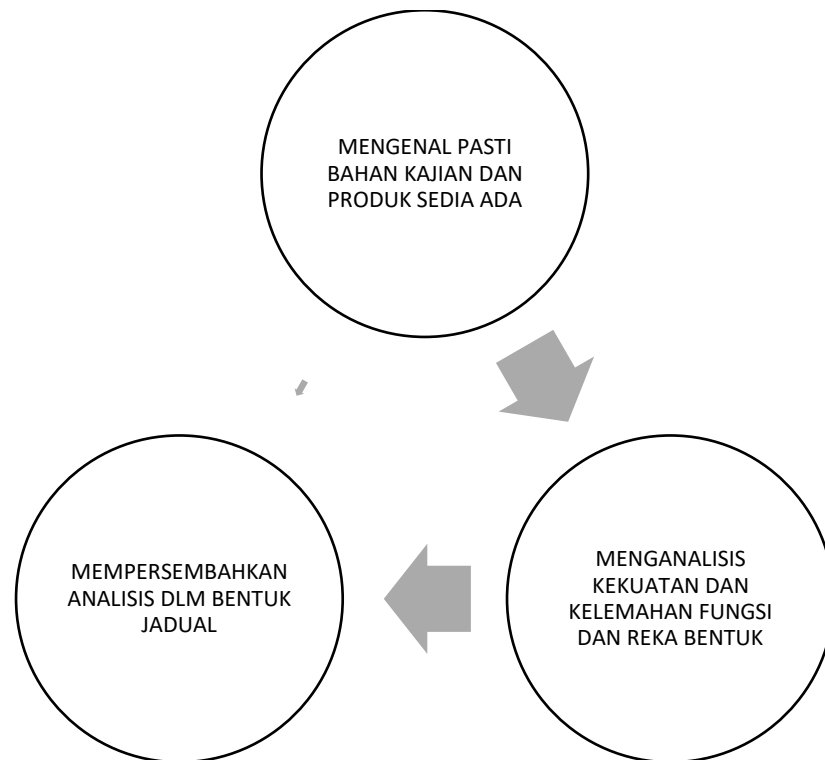 MENGENAL PASTI
BAHAN KAJIAN DAN
PRODUK SEDIA ADA
MENGANALISIS
KEKUATAN DAN
KELEMAHAN FUNGSI
DAN REKA BENTUK
MEMPERSEMBAHKAN
ANALISIS DLM BENTUK
JADUAL